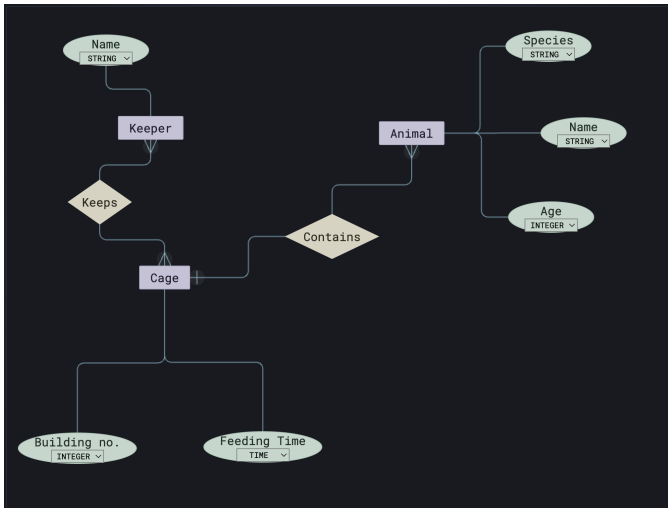 Name
STRING
Species
STRING
Keeper
Animal
Name
STRING
Keeps
Age
INTEGER
Contains
Cage
Building no.
INTEGER
Feeding Time
TIME